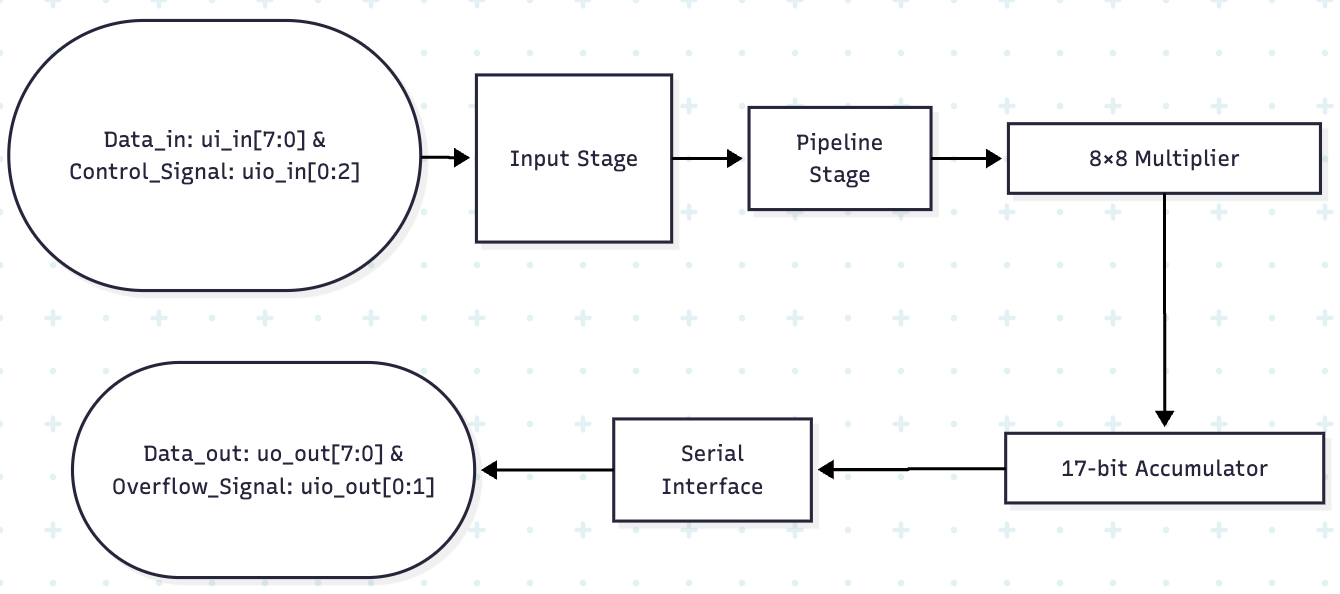 Data_in: ui_in[7:0] &
Control_Signal: uio_in[0:2]
Input Stage
Pipeline
Stage
8×8 Multiplier
17-bit Accumulator
Serial
Interface
Data_out: uo_out[7:0] &
Overflow_Signal: uio_out[0:1]